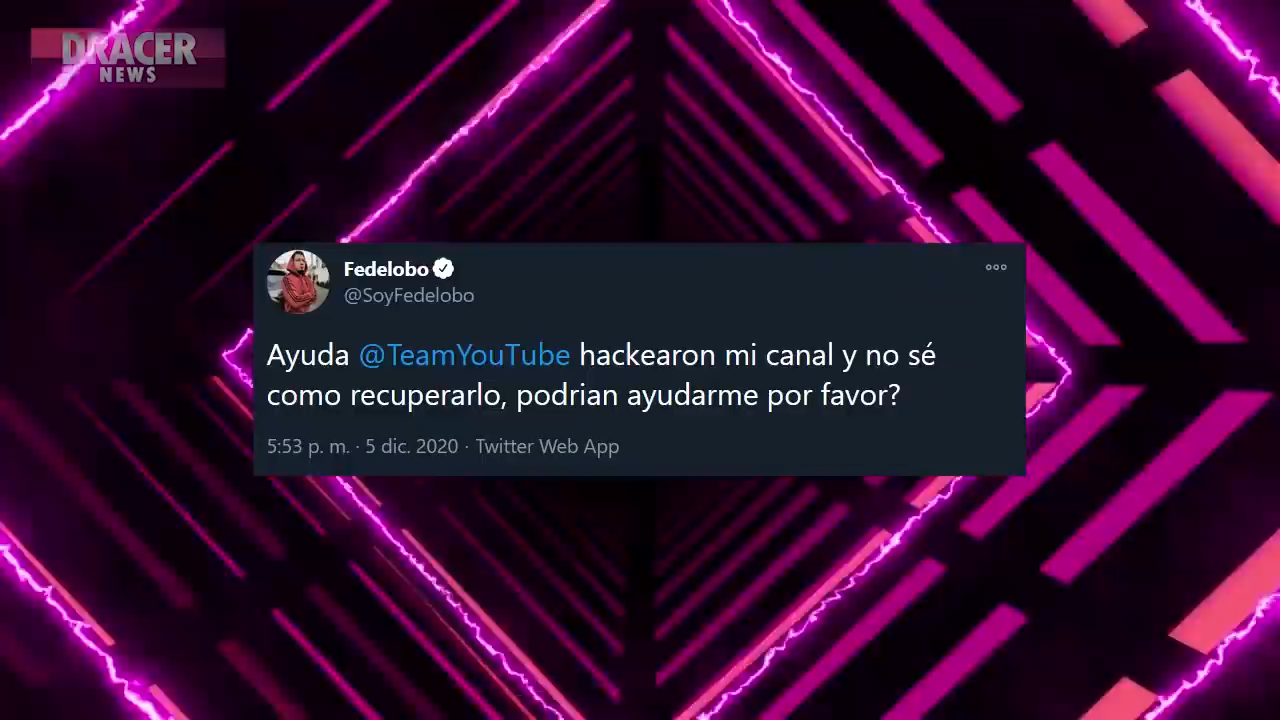 DRACER
NEWS
Fedelobo
@SoyFedelobo
Ayuda @TeamYouTube hackearon mi canal y no sé
como recuperarlo, podrian ayudarme por favor?
5:53 p. m. · 5 dic. 2020 · Twitter Web App